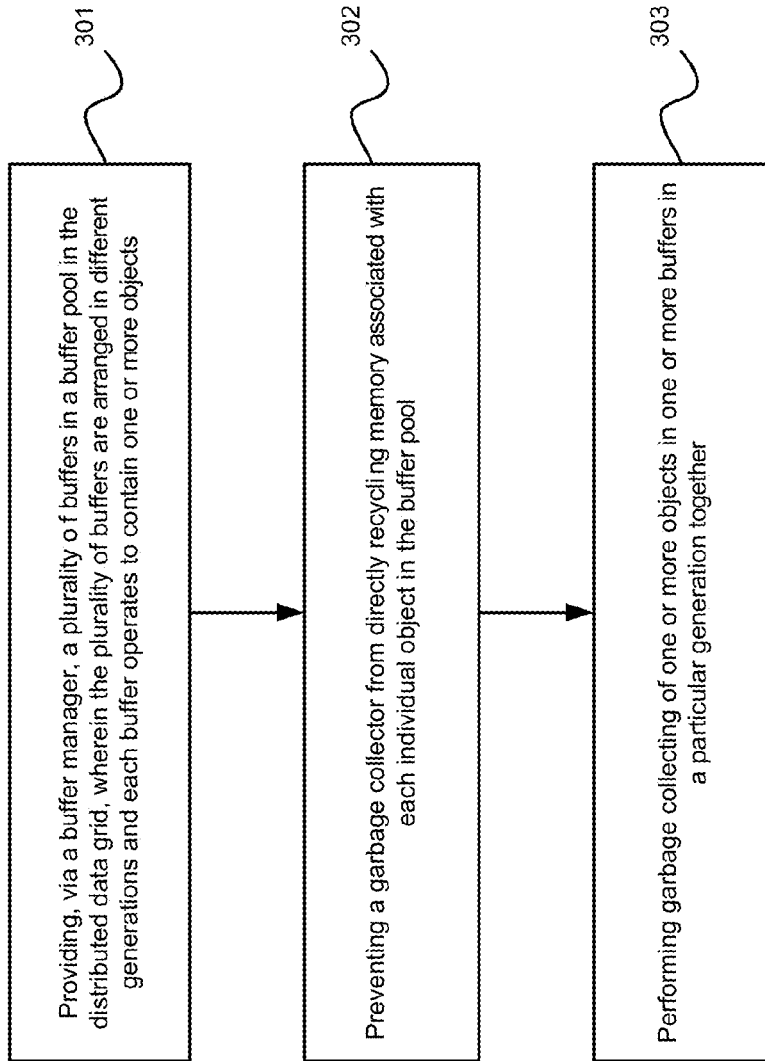 Providing, via a buffer manager, a plurality of buffers in a buffer pool in the
distributed data grid, wherein the plurality of buffers are arranged in different
generations and each buffer operates to contain one or more objects
301
Preventing a garbage collector from directly recycling memory associated with
each individual object in the buffer pool
302
Performing garbage collecting of one or more objects in one or more buffers in
a particular generation together
303